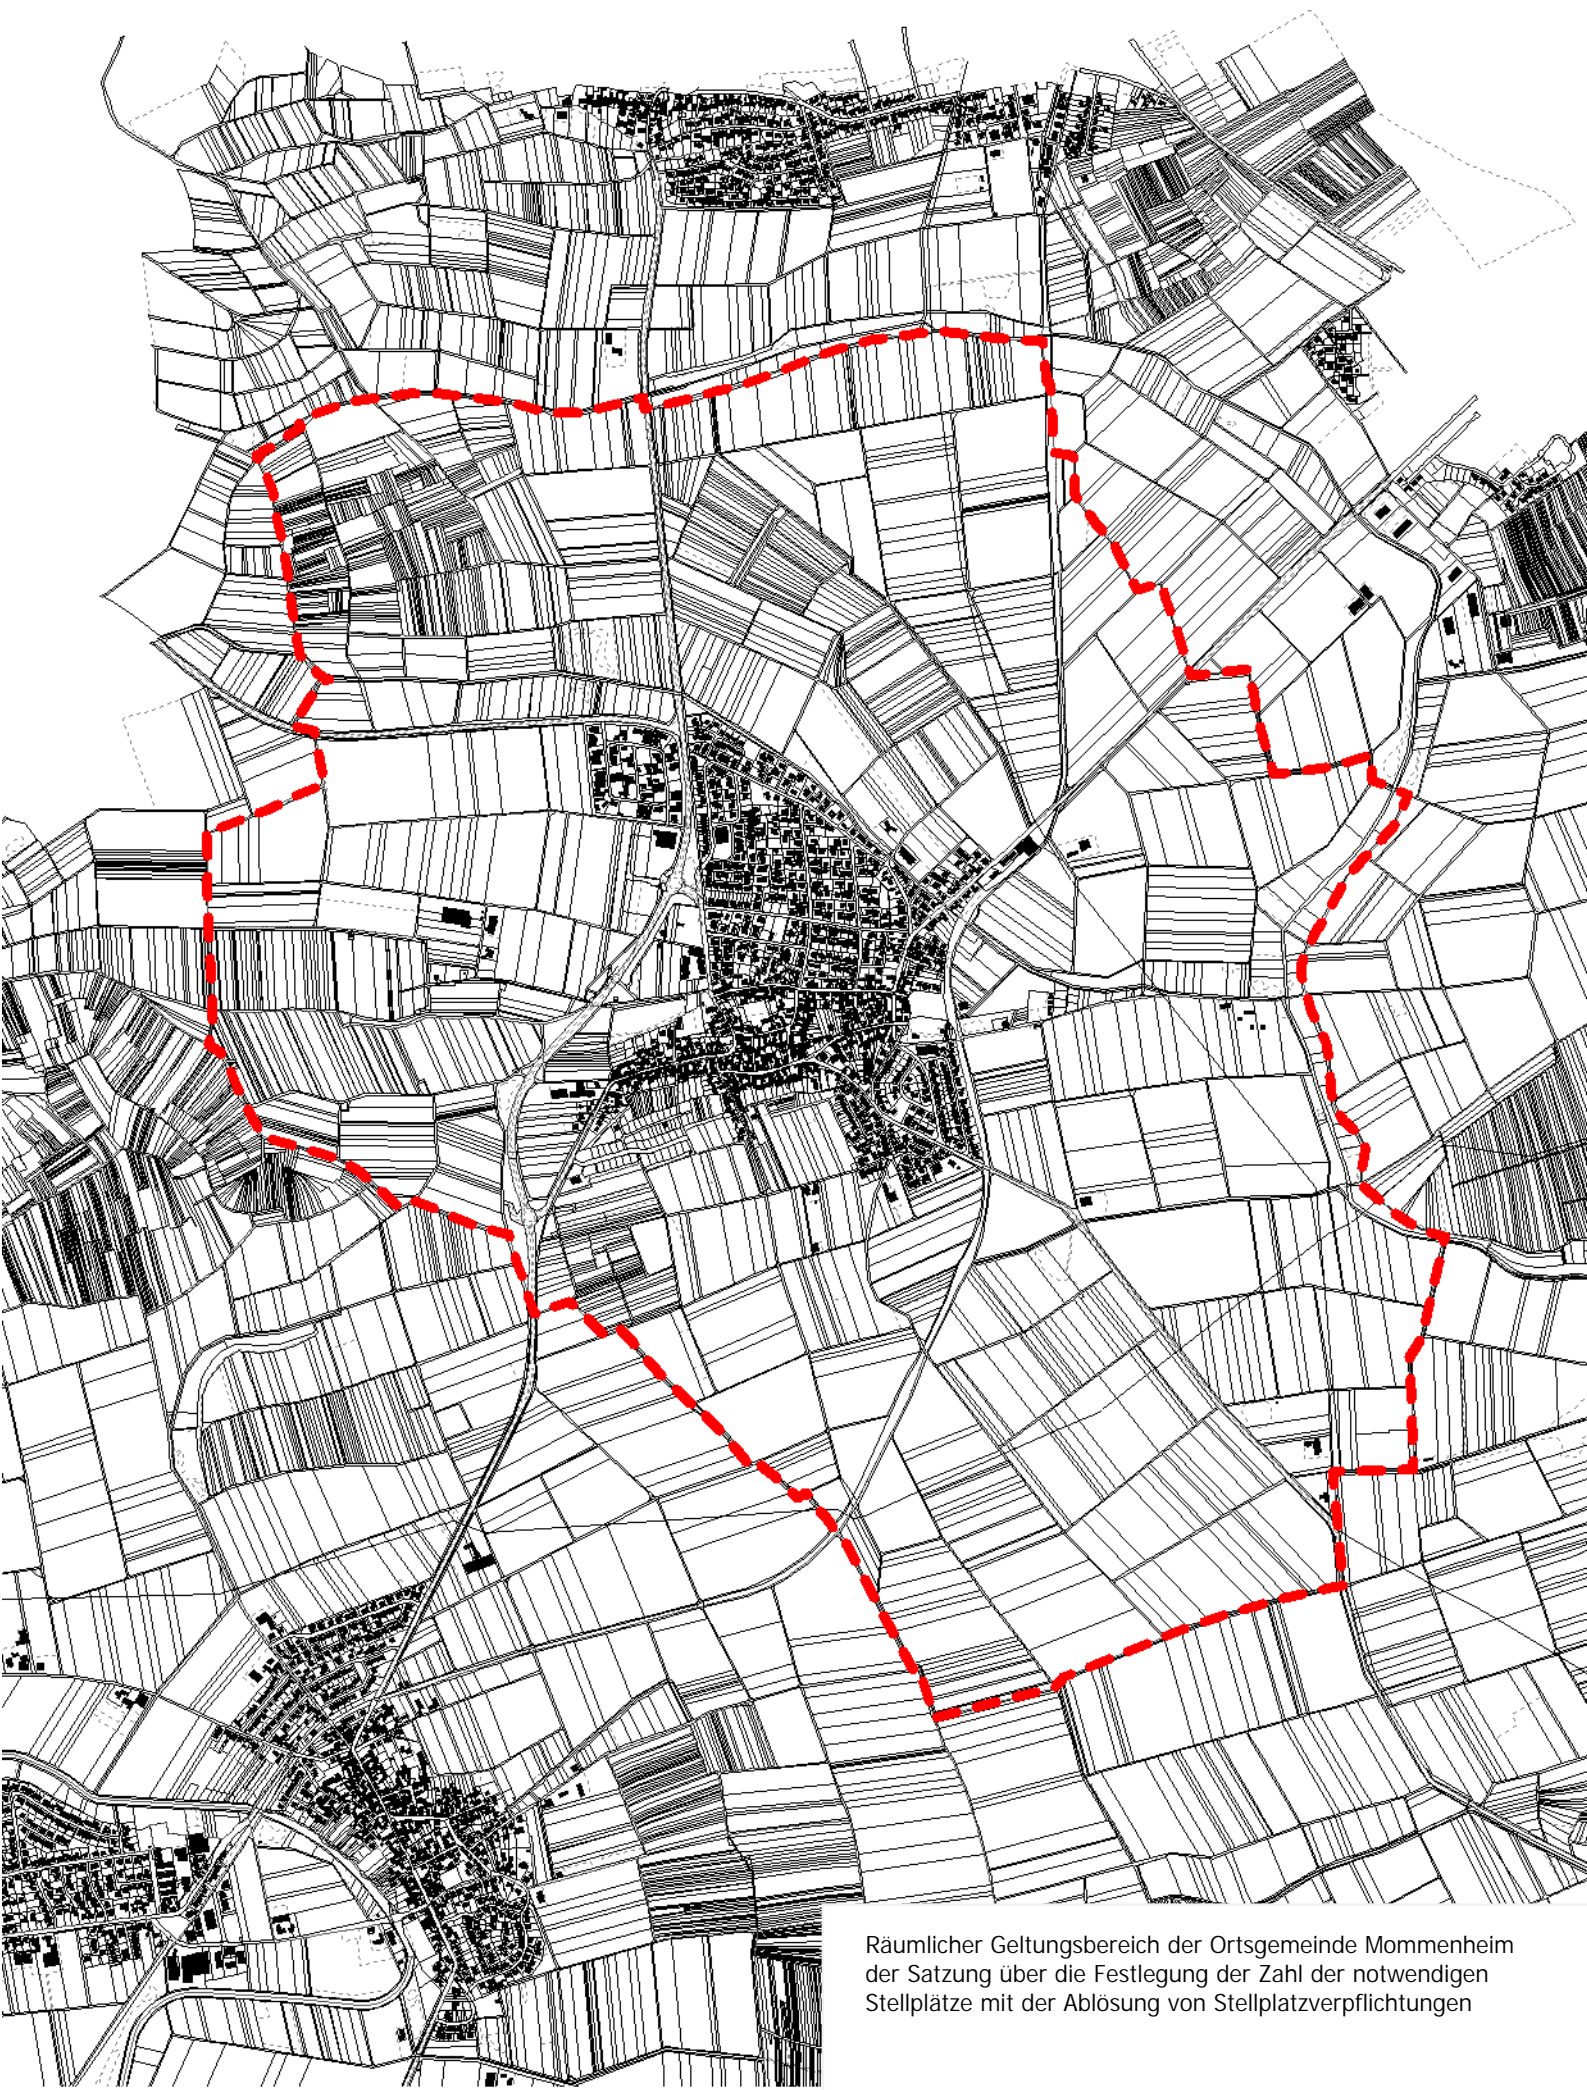 Räumlicher Geltungsbereich der Ortsgemeinde Mommenheim
der Satzung über die Festlegung der Zahl der notwendigen
Stellplätze mit der Ablösung von Stellplatzverpflichtungen